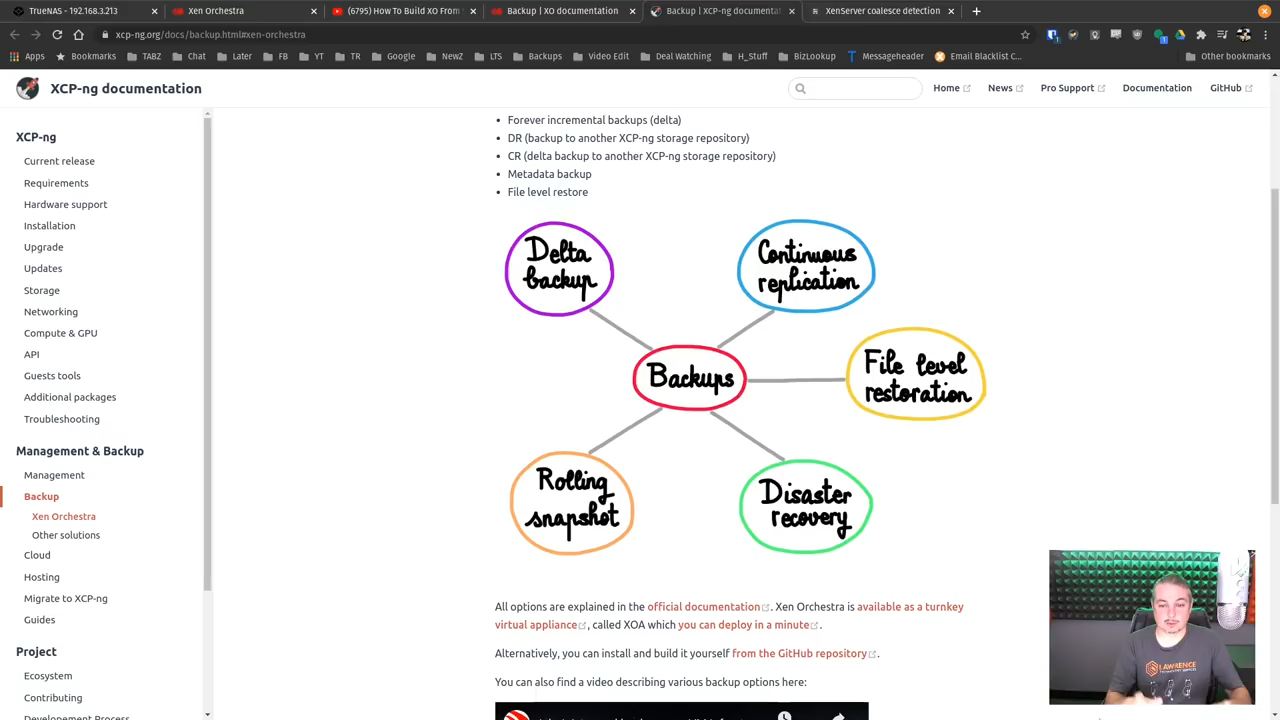 TrueNAS - 192.168.3.213
Xen Orchestra
(6795) How To Build XO From
Backup | XO documentation
Backup | XCP-ng documentat
XenServer coalesce detection
xcp-ng.org/docs/backup.html#xen-orchestra
Apps
Bookmarks
TABZ
Chat
Later
FB
YT
TR
Google
NewZ
LTS
Backups
Video Edit
Deal Watching
H_Stuff
BizLookup
Messageheader
Email Blacklist C...
Other bookmarks
XCP-ng documentation
Home
News
Pro Support
Documentation
GitHub
XCP-ng
Current release
Requirements
Hardware support
Installation
Upgrade
Updates
Storage
Networking
Compute & GPU
API
Guests tools
Additional packages
Troubleshooting
Management & Backup
Management
Backup
Xen Orchestra
Other solutions
Cloud
Hosting
Migrate to XCP-ng
Guides
Project
Ecosystem
Contributing
Development Process
Forever incremental backups (delta)
DR (backup to another XCP-ng storage repository)
CR (delta backup to another XCP-ng storage repository)
Metadata backup
File level restore
Delta
backup
Continuous
replication
File level
restoration
Backups
Rolling
snapshot
Disaster
recovery
All options are explained in the official documentation. Xen Orchestra is available as a turnkey
virtual appliance, called XOA which you can deploy in a minute.
Alternatively, you can install and build it yourself from the GitHub repository.
You can also find a video describing various backup options here:
LAWRENCE